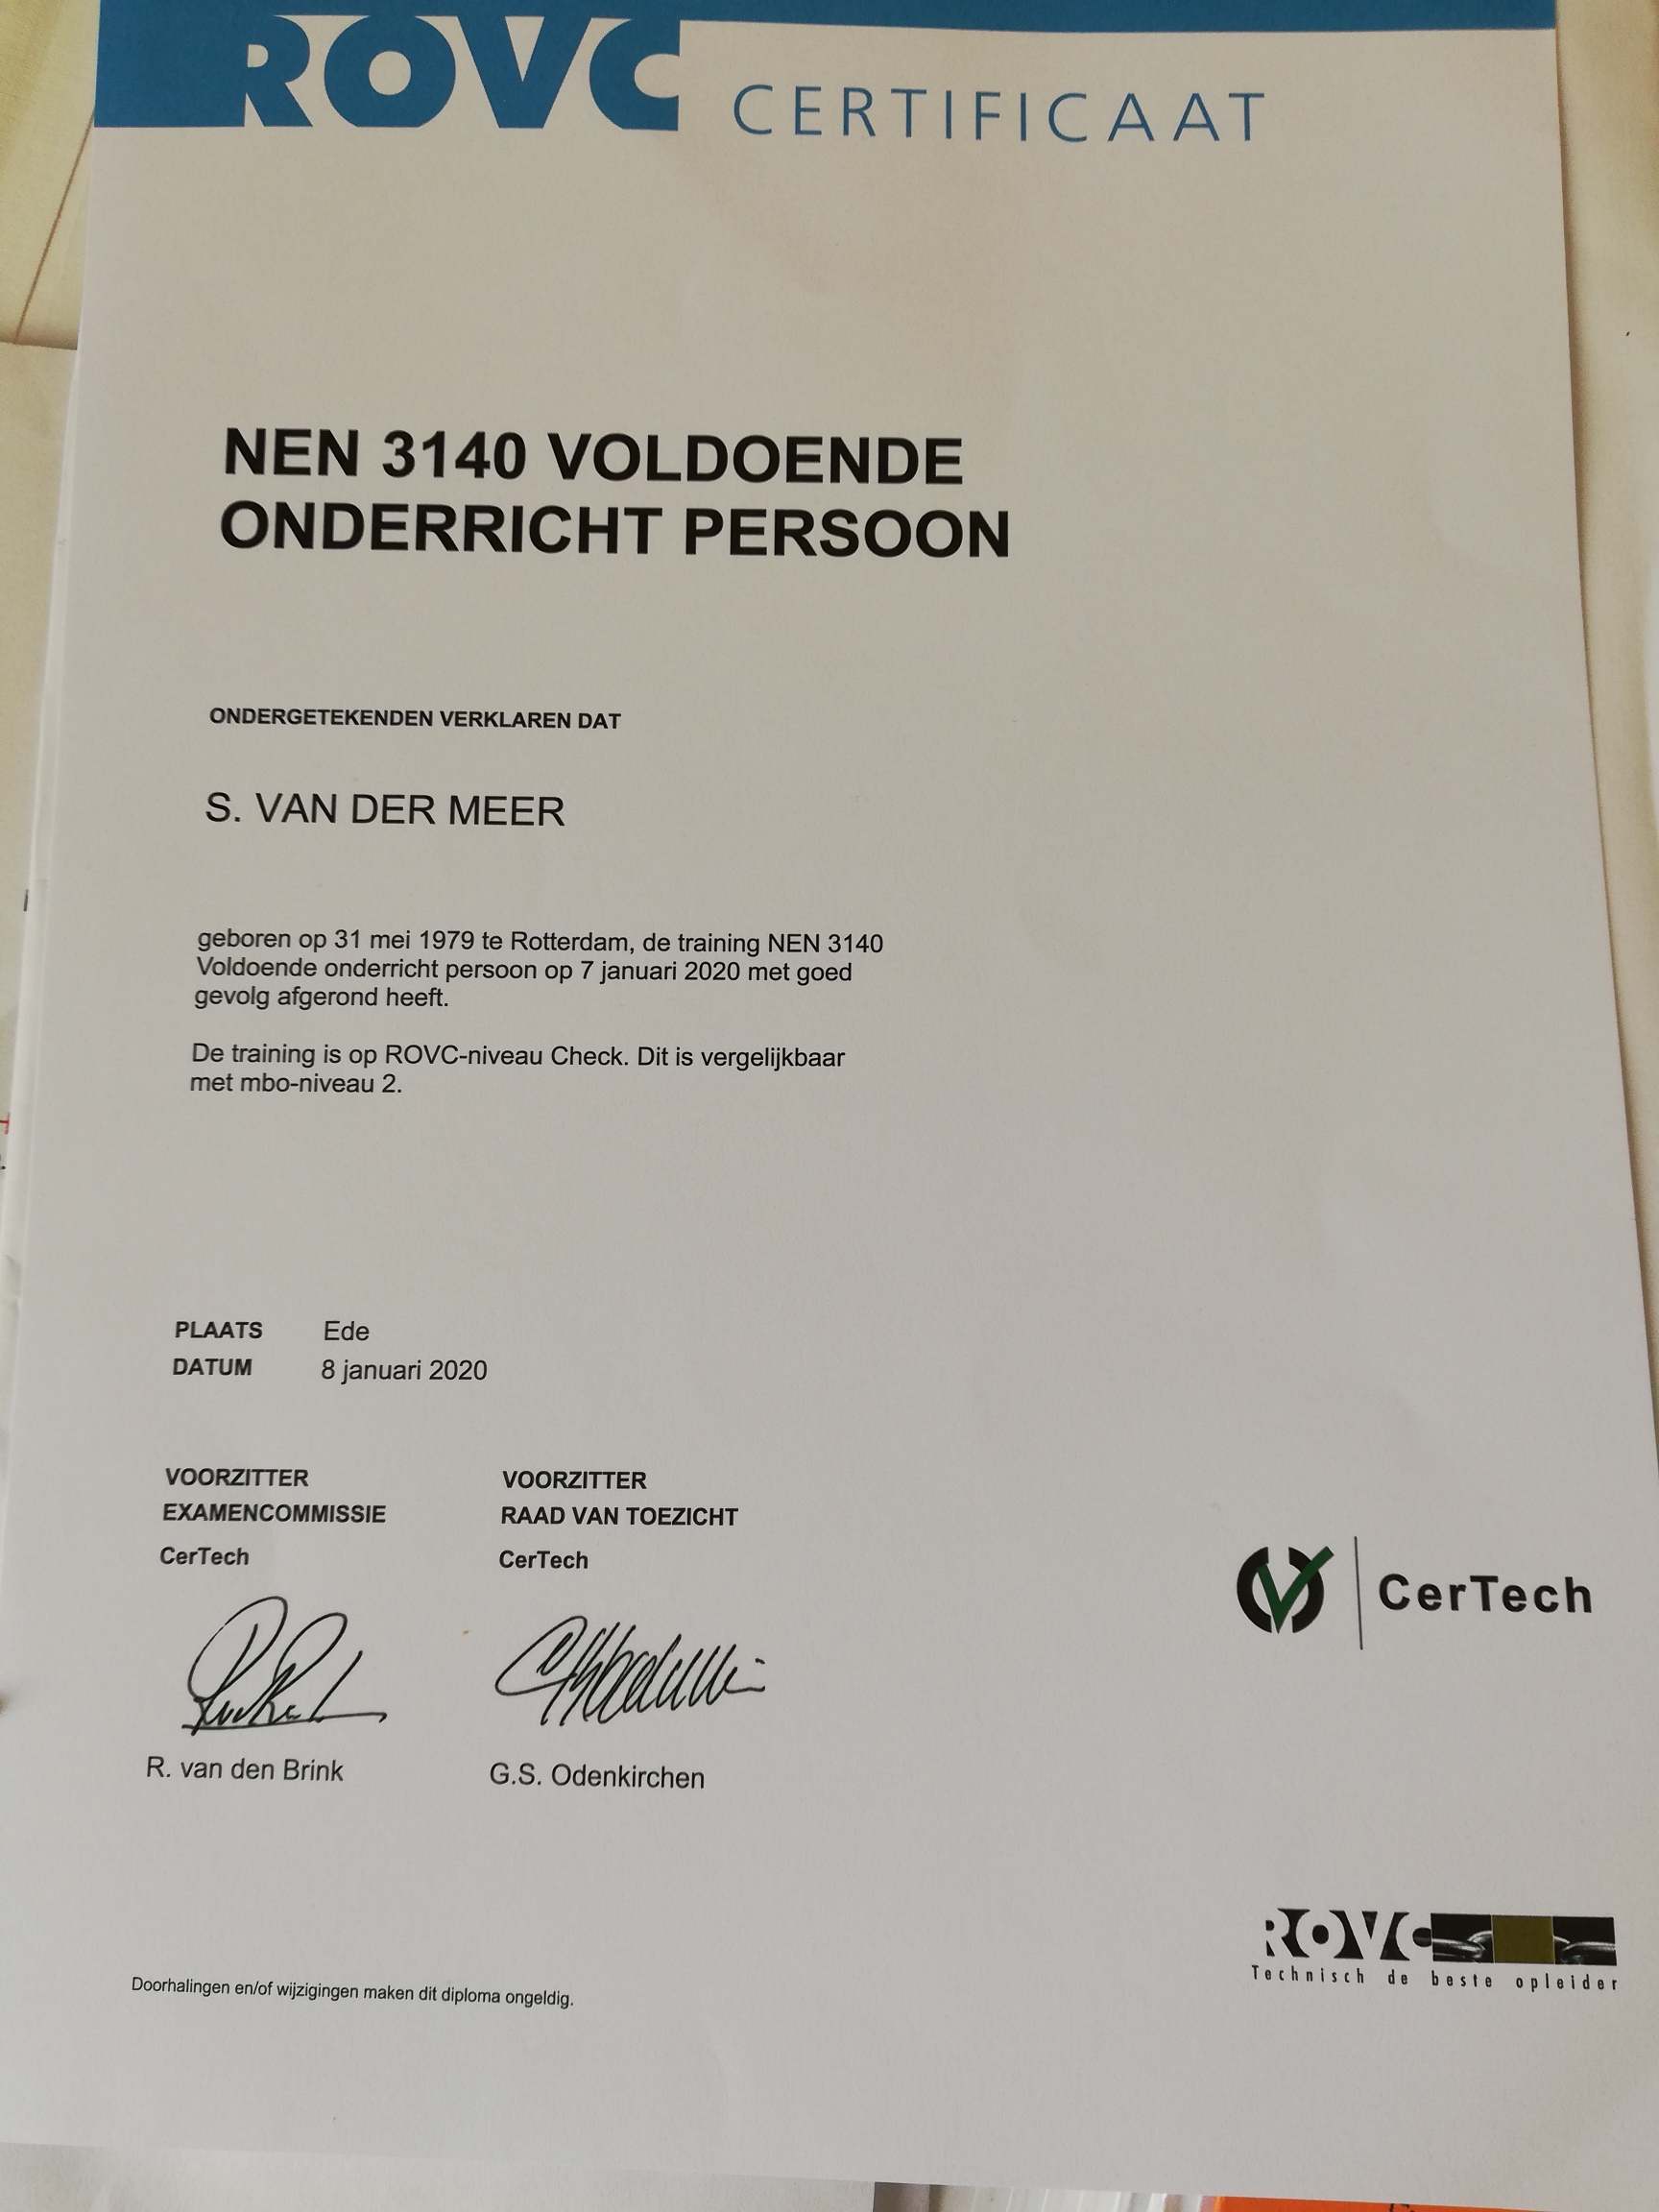 ROVC CERTIFICAAT
NEN 3140 VOLDOENDE
ONDERRICHT PERSOON
ONDERGETEKENDEN VERKLAREN DAT
S. VAN DER MEER
geboren op 31 mei 1979 te Rotterdam, de training NEN 3140
Voldoende onderricht persoon op 7 januari 2020 met goed
gevolg afgerond heeft.
De training is op ROVC-niveau Check. Dit is vergelijkbaar
met mbo-niveau 2.
PLAATS Ede
DATUM 8 januari 2020
VOORZITTER
EXAMENCOMMISSIE
CerTech
R. van den Brink
VOORZITTER
RAAD VAN TOEZICHT
CerTech
G.S. Odenkirchen
CerTech
ROVC
Technisch de beste opleider
Doorhalingen en/of wijzigingen maken dit diploma ongeldig.